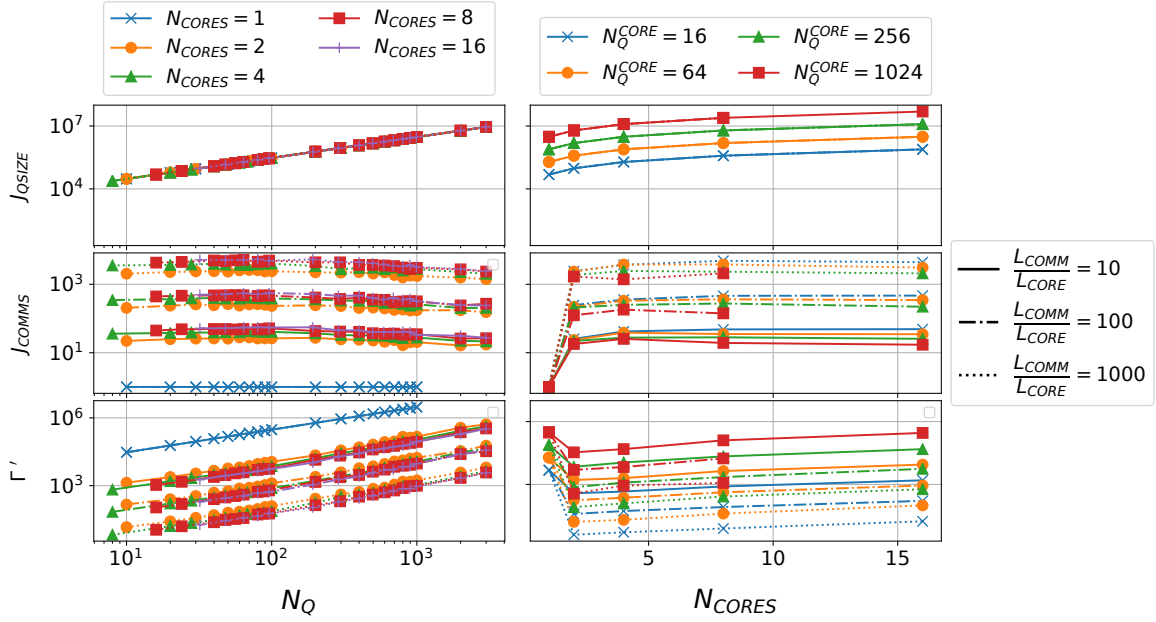 N_CORES = 1
N_CORES = 2
N_CORES = 4
N_CORES = 8
N_CORES = 16
N_Q^CORE = 16
N_Q^CORE = 64
N_Q^CORE = 256
N_Q^CORE = 1024
J_QSIZE
10^7
10^4
J_COMMS
10^3
10^1
Γ′
10^6
10^3
10^1
10^2
10^3
N_Q
5
10
15
N_CORES
L_COMM / L_CORE = 10
L_COMM / L_CORE = 100
L_COMM / L_CORE = 1000